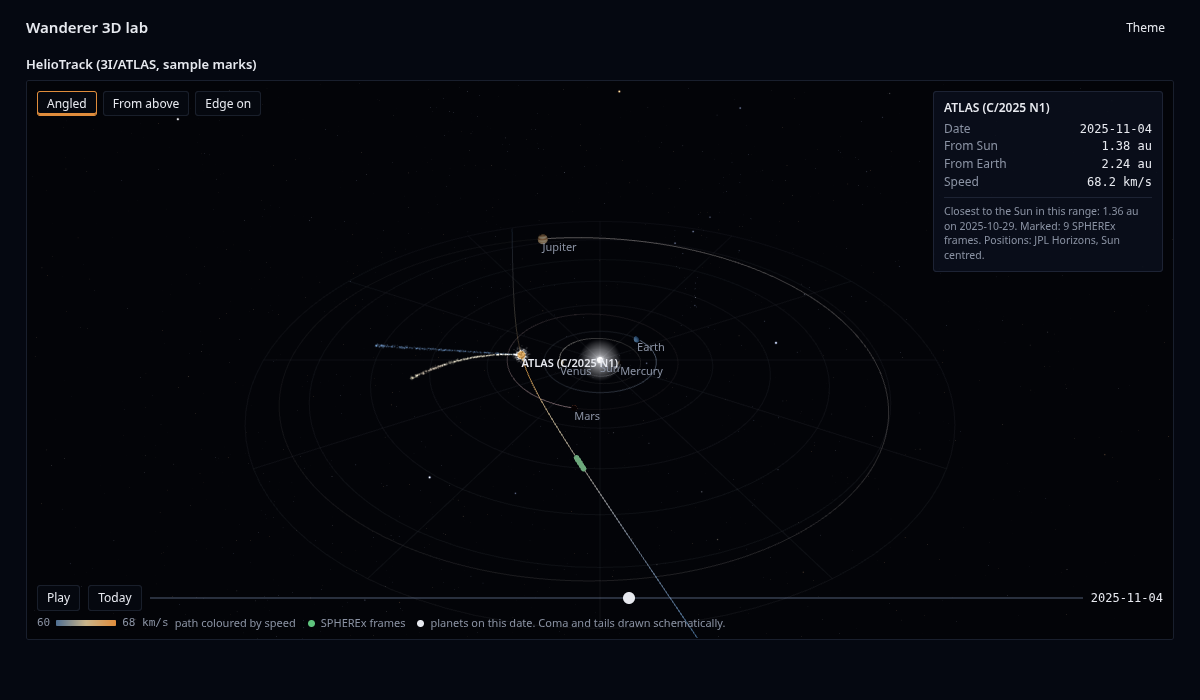 Wanderer 3D lab
Theme
HelioTrack (3I/ATLAS, sample marks)
Angled
From above
Edge on
ATLAS (C/2025 N1)
Date 2025-11-04
From Sun 1.38 au
From Earth 2.24 au
Speed 68.2 km/s
Closest to the Sun in this range: 1.36 au
on 2025-10-29. Marked: 9 SPHEREx
frames. Positions: JPL Horizons, Sun
centred.
Jupiter
Earth
ATLAS (C/2025 N1)
Venus
Sun
Mercury
Mars
Play
Today
2025-11-04
60
68 km/s
path coloured by speed
SPHEREx frames
planets on this date. Coma and tails drawn schematically.